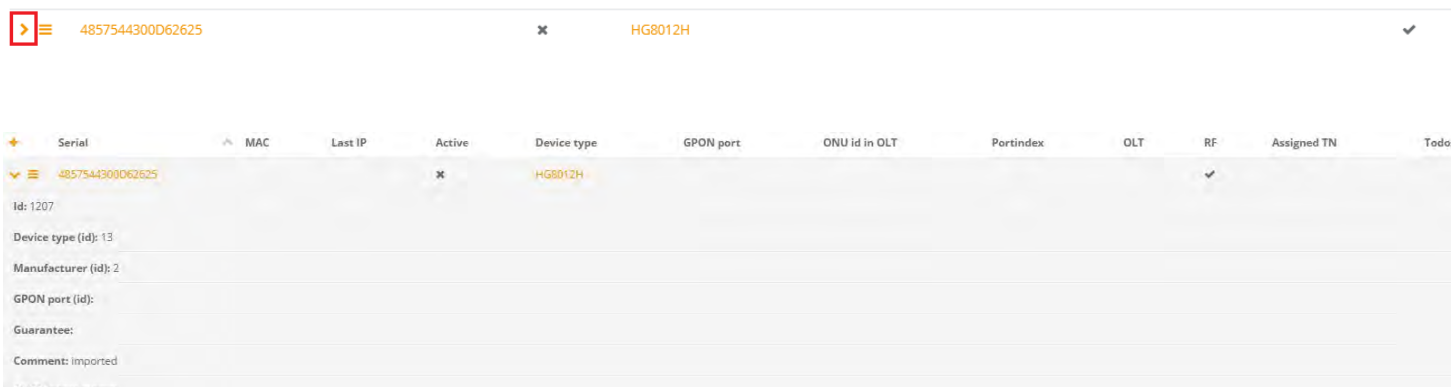 4857544300D62625 HG8012H
Serial MAC Last IP Active Device type GPON port ONU id in OLT Portindex OLT RF Assigned TN Todo
4857544300D62625 HG8012H
Id: 1207
Device type (id): 13
Manufacturer (id): 2
GPON port (id):
Guarantee:
Comment: imported